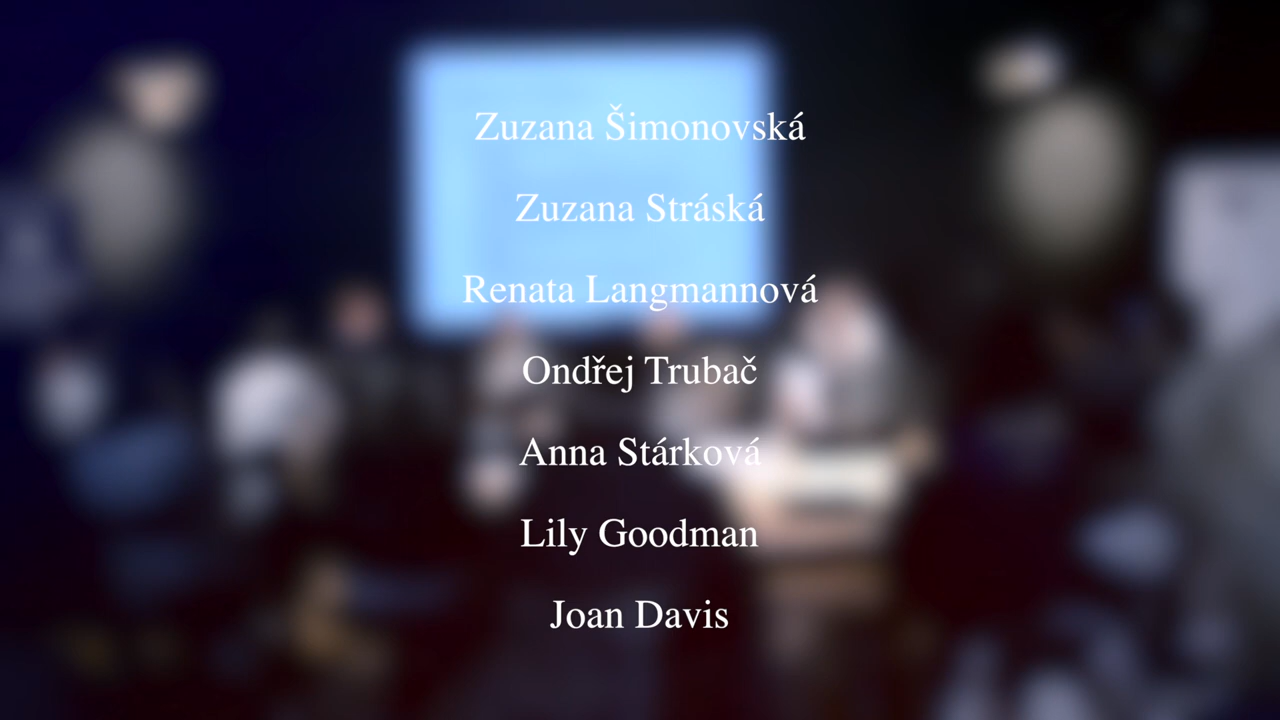 Zuzana Šimonovská
Zuzana Stráská
Renata Langmannová
Ondřej Trubač
Anna Stárková
Lily Goodman
Joan Davis